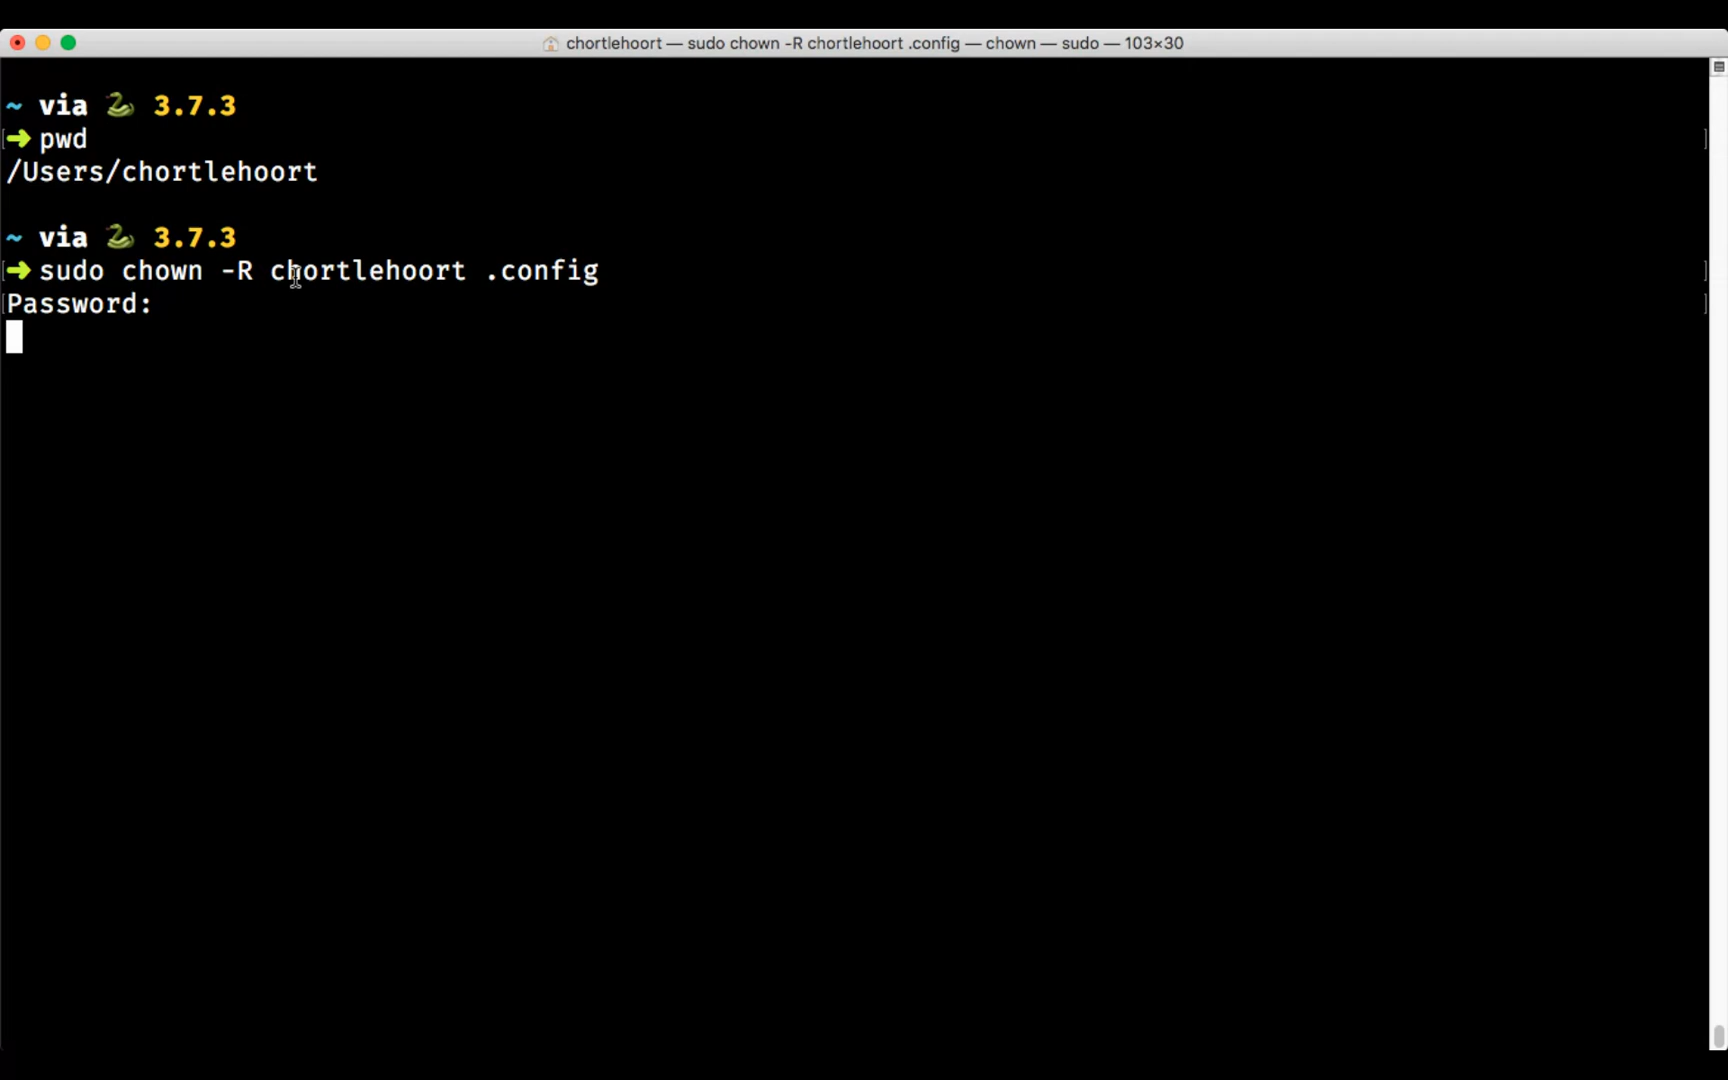 chortlehoort — sudo chown -R chortlehoort .config — chown — sudo — 103×30
~ via 🐍 3.7.3
➜ pwd
/Users/chortlehoort
~ via 🐍 3.7.3
➜ sudo chown -R chortlehoort .config
Password: